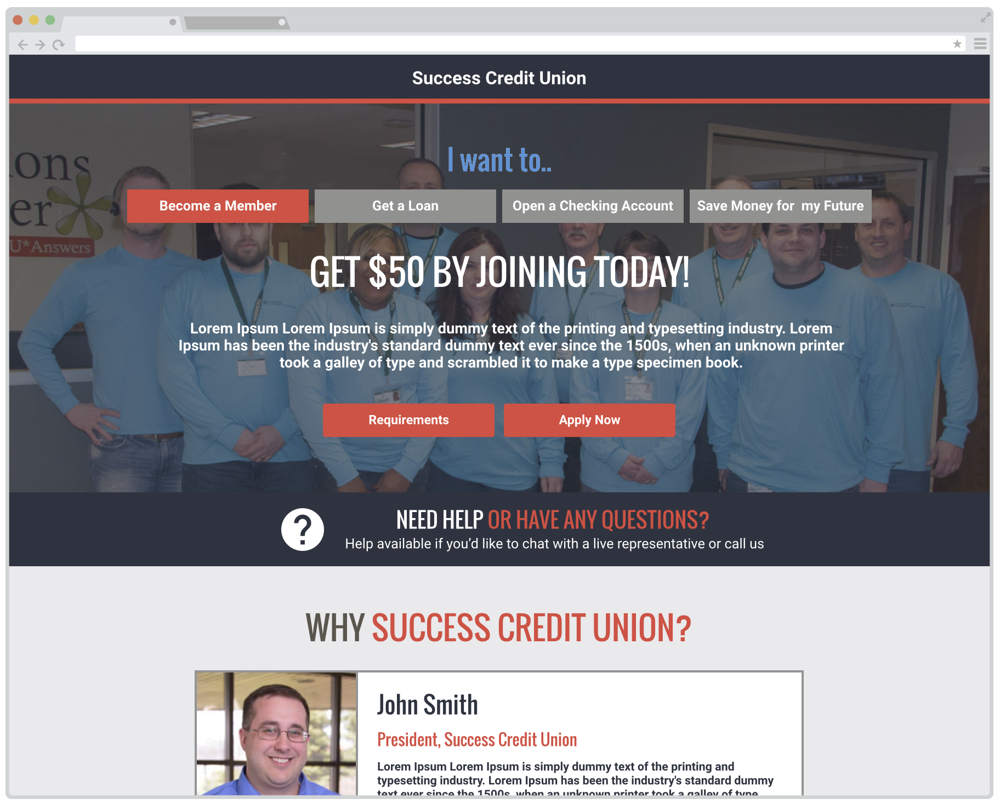 Success Credit Union
ons
er
U*Answers
I want to..
Become a Member
Get a Loan
Open a Checking Account
Save Money for  my Future
GET $50 BY JOINING TODAY!
Lorem Ipsum Lorem Ipsum is simply dummy text of the printing and typesetting industry. Lorem
Ipsum has been the industry's standard dummy text ever since the 1500s, when an unknown printer
took a galley of type and scrambled it to make a type specimen book.
Requirements
Apply Now
?
NEED HELP OR HAVE ANY QUESTIONS?
Help available if you’d like to chat with a live representative or call us
WHY SUCCESS CREDIT UNION?
John Smith
President, Success Credit Union
Lorem Ipsum Lorem Ipsum is simply dummy text of the printing and
typesetting industry. Lorem Ipsum has been the industry's standard dummy
text ever since the 1500s, when an unknown printer took a galley of type